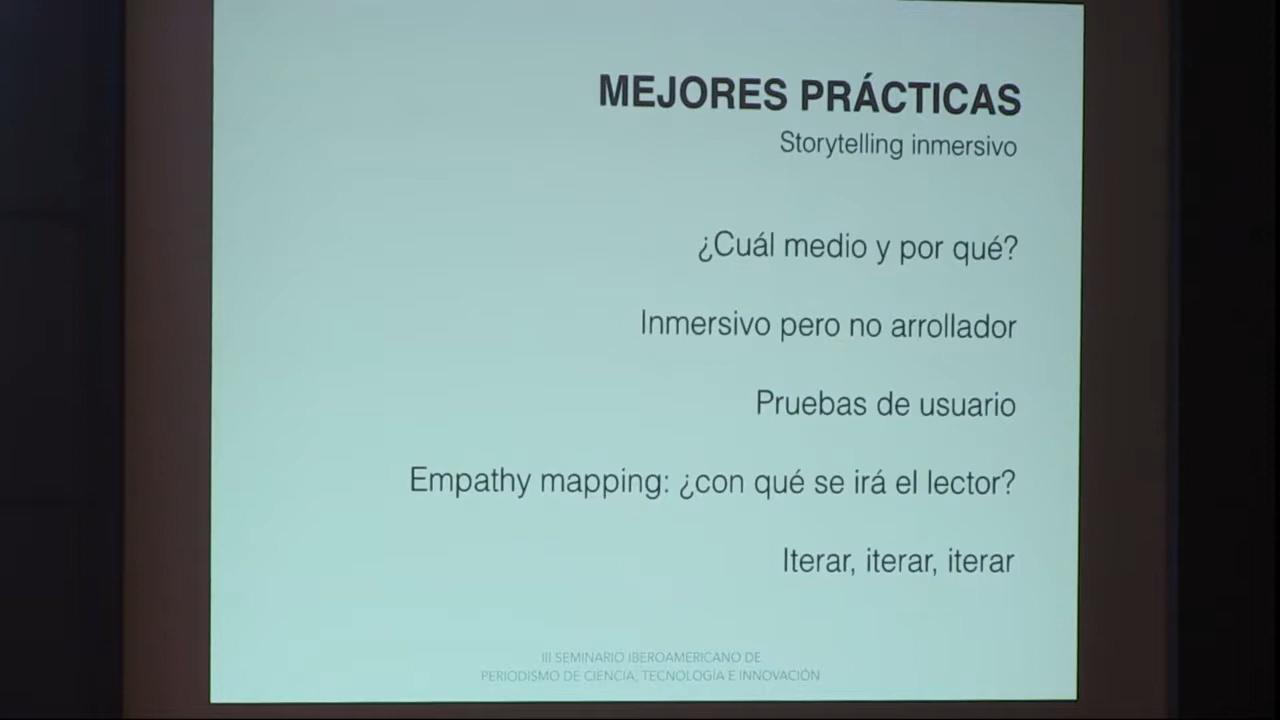 MEJORES PRÁCTICAS
Storytelling inmersivo
¿Cuál medio y por qué?
Inmersivo pero no arrollador
Pruebas de usuario
Empathy mapping: ¿con qué se irá el lector?
Iterar, iterar, iterar
III SEMINARIO IBEROAMERICANO DE
PERIODISMO DE CIENCIA, TECNOLOGÍA E INNOVACIÓN